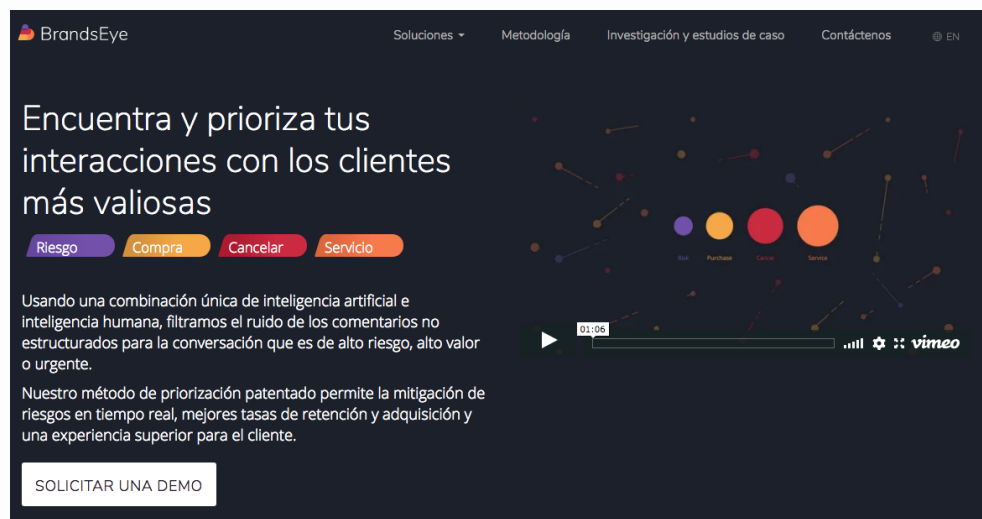 BrandsEye
Soluciones
Metodología
Investigación y estudios de caso
Contáctenos
EN
Encuentra y prioriza tus
interacciones con los clientes
más valiosas
Riesgo
Compra
Cancelar
Servicio
Usando una combinación única de inteligencia artificial e
inteligencia humana, filtramos el ruido de los comentarios no
estructurados para la conversación que es de alto riesgo, alto valor
o urgente.
Nuestro método de priorización patentado permite la mitigación de
riesgos en tiempo real, mejores tasas de retención y adquisición y
una experiencia superior para el cliente.
SOLICITAR UNA DEMO
Risk
Purchase
Cancel
Service
01:06
vimeo